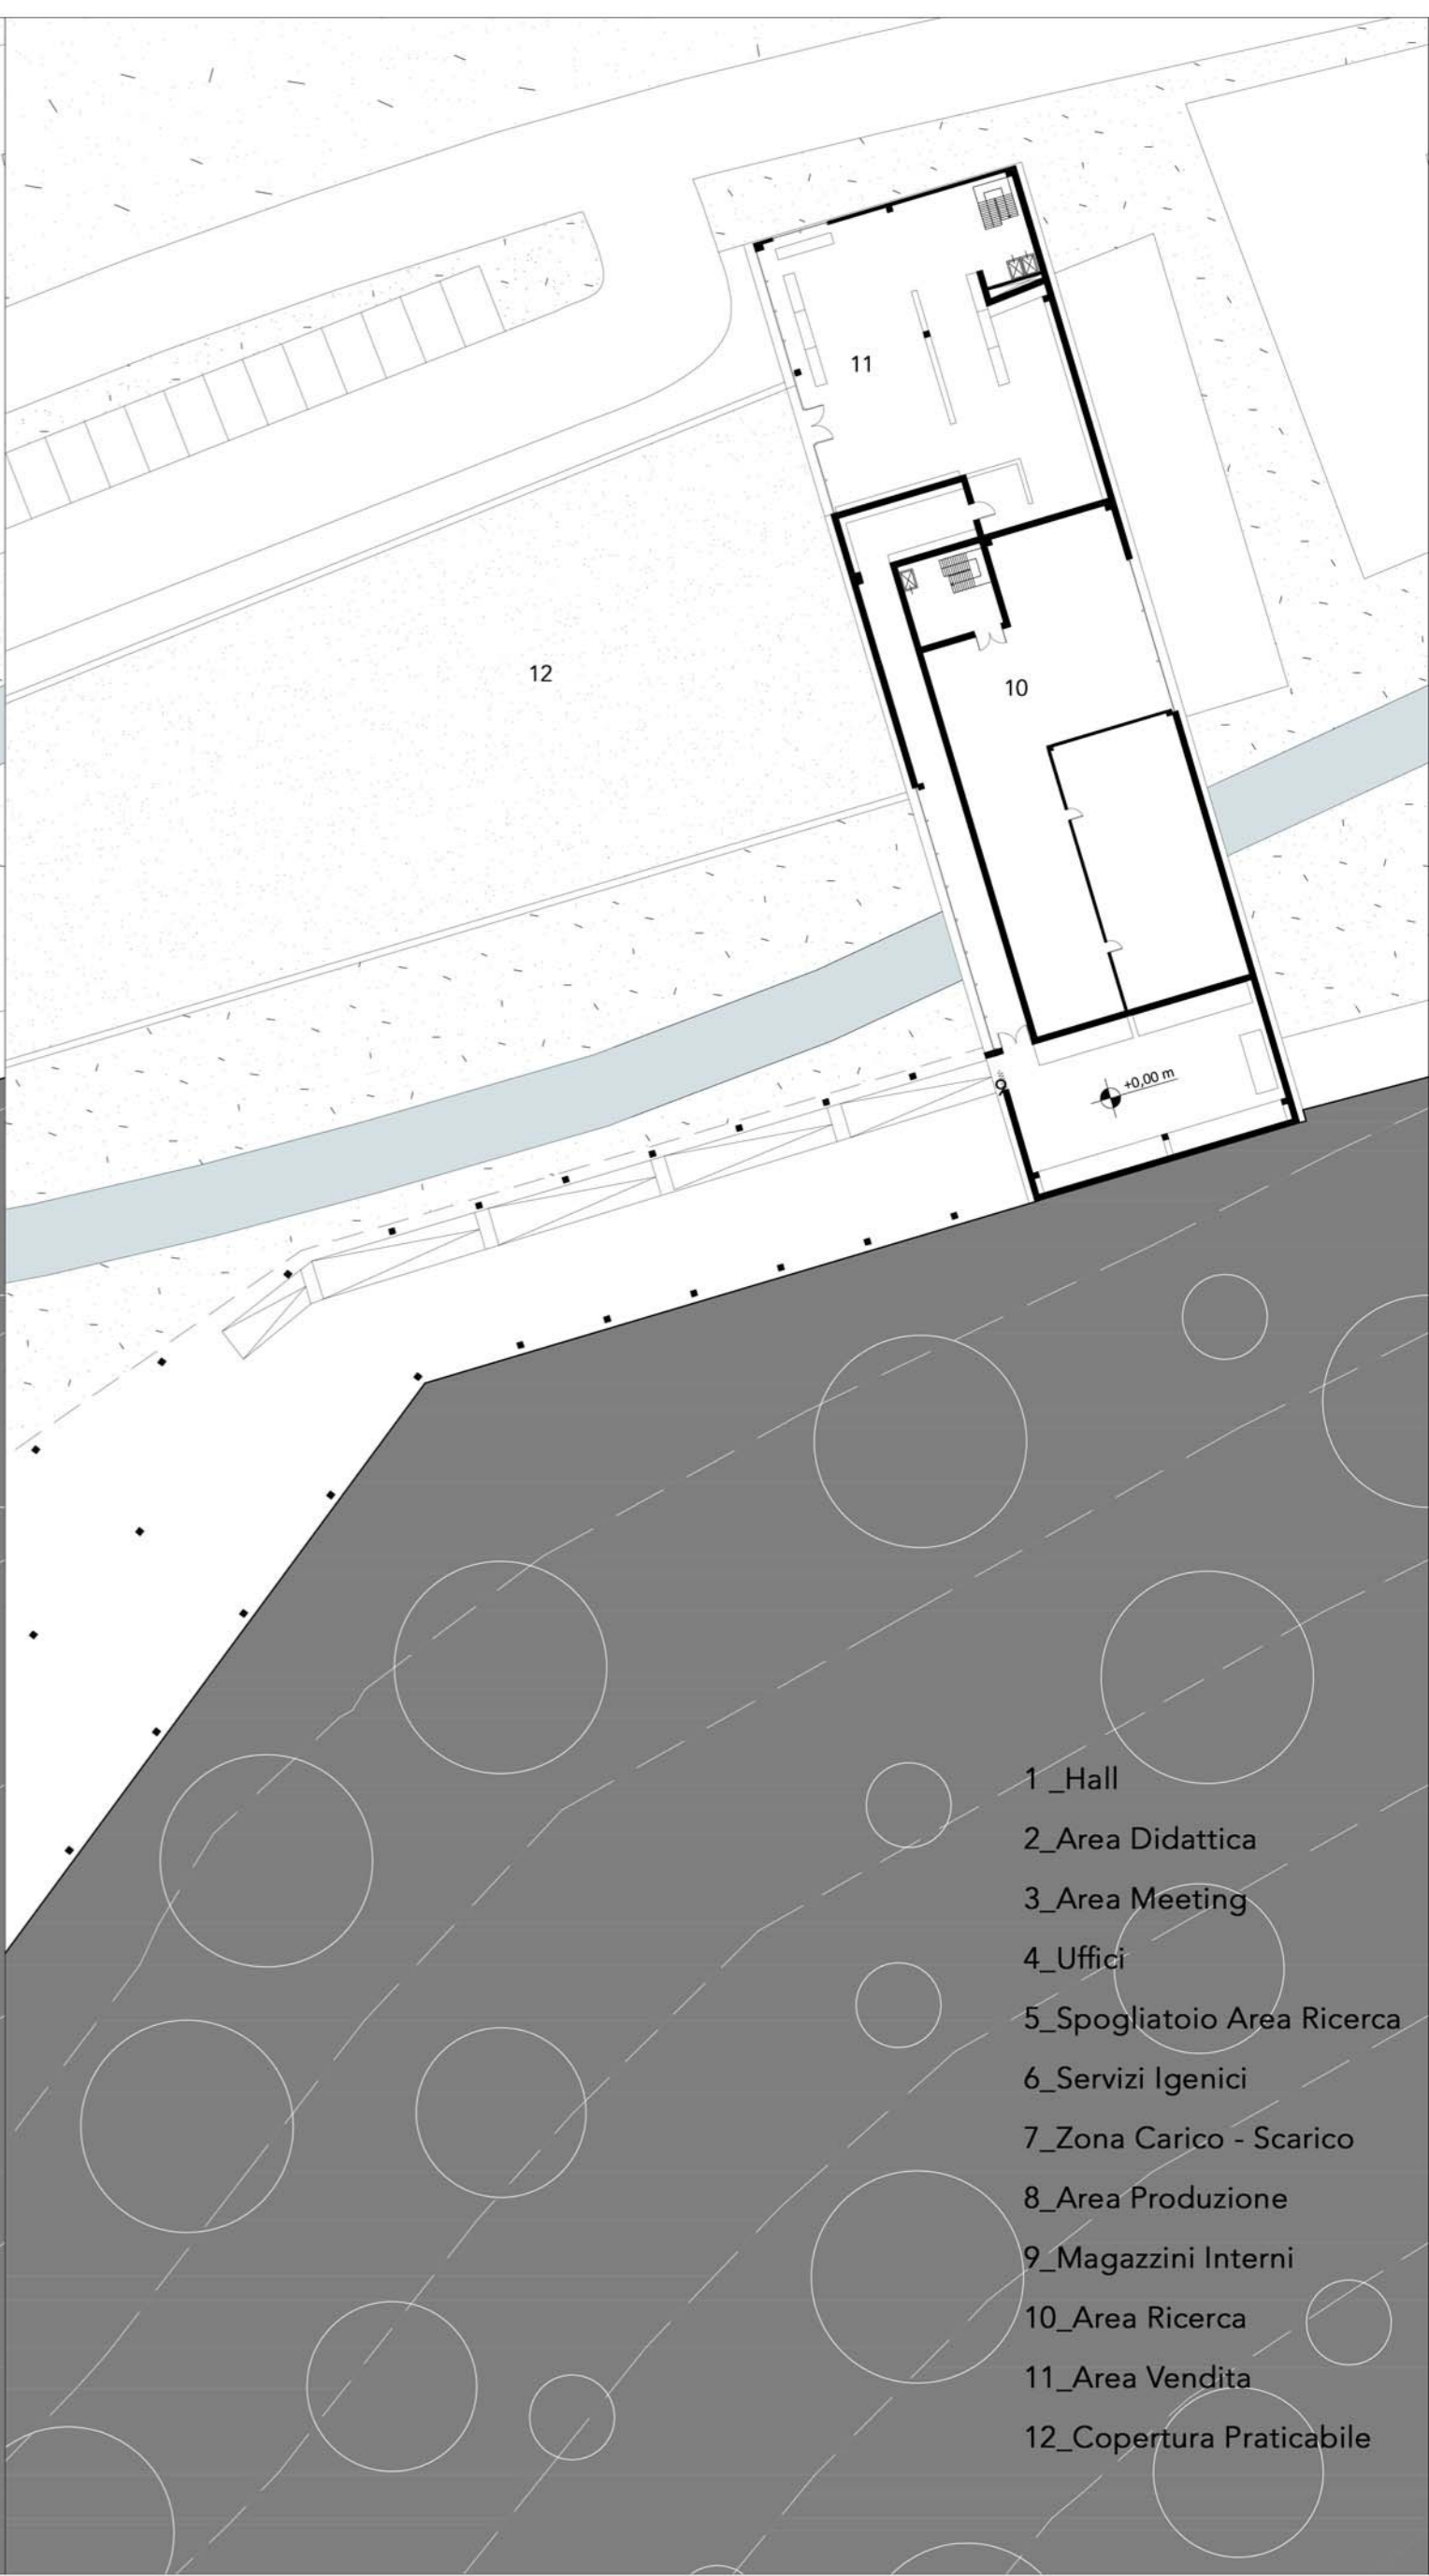 11
12
10
+0,00 m
1 _Hall
2_Area Didattica
3_Area Meeting
4_Uffici
5_Spogliatoio Area Ricerca
6_Servizi Igenici
7_Zona Carico - Scarico
8_Area Produzione
9_Magazzini Interni
10_Area Ricerca
11_Area Vendita
12_Copertura Praticabile